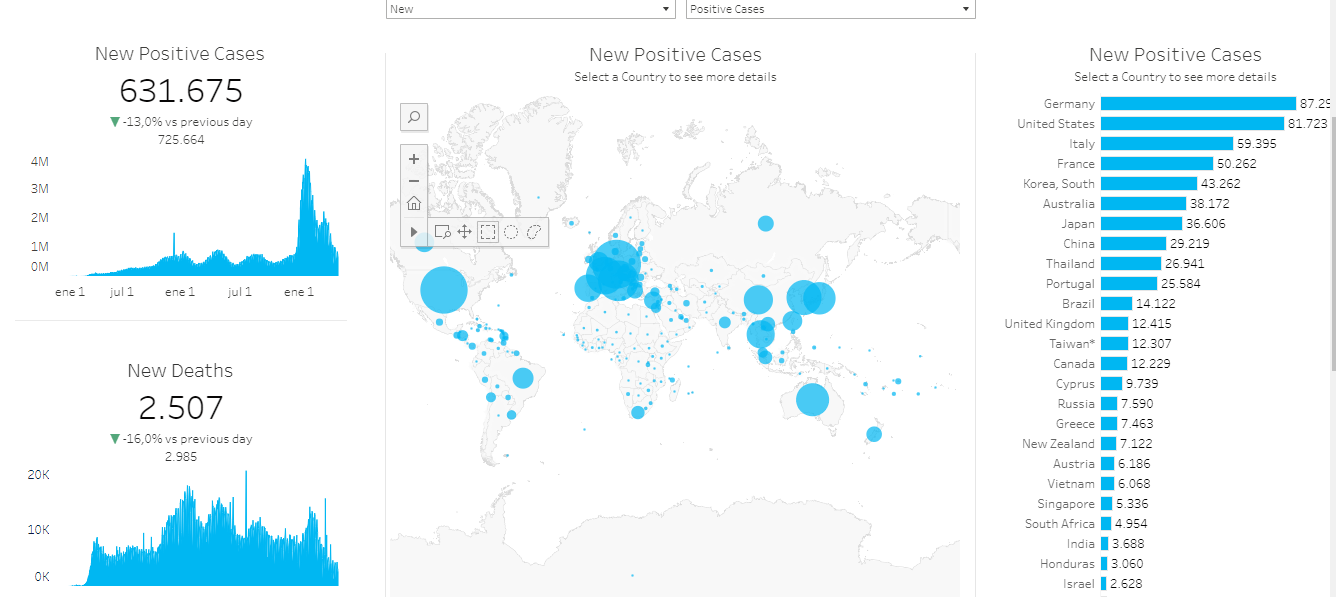 New
Positive Cases
New Positive Cases
631.675
▼-13,0% vs previous day
725.664
4M
3M
2M
1M
0M
ene 1
jul 1
ene 1
jul 1
ene 1
New Deaths
2.507
▼-16,0% vs previous day
2.985
20K
10K
0K
New Positive Cases
Select a Country to see more details
New Positive Cases
Select a Country to see more details
Germany 87.29
United States 81.723
Italy 59.395
France 50.262
Korea, South 43.262
Australia 38.172
Japan 36.606
China 29.219
Thailand 26.941
Portugal 25.584
Brazil 14.122
United Kingdom 12.415
Taiwan* 12.307
Canada 12.229
Cyprus 9.739
Russia 7.590
Greece 7.463
New Zealand 7.122
Austria 6.186
Vietnam 6.068
Singapore 5.336
South Africa 4.954
India 3.688
Honduras 3.060
Israel 2.628